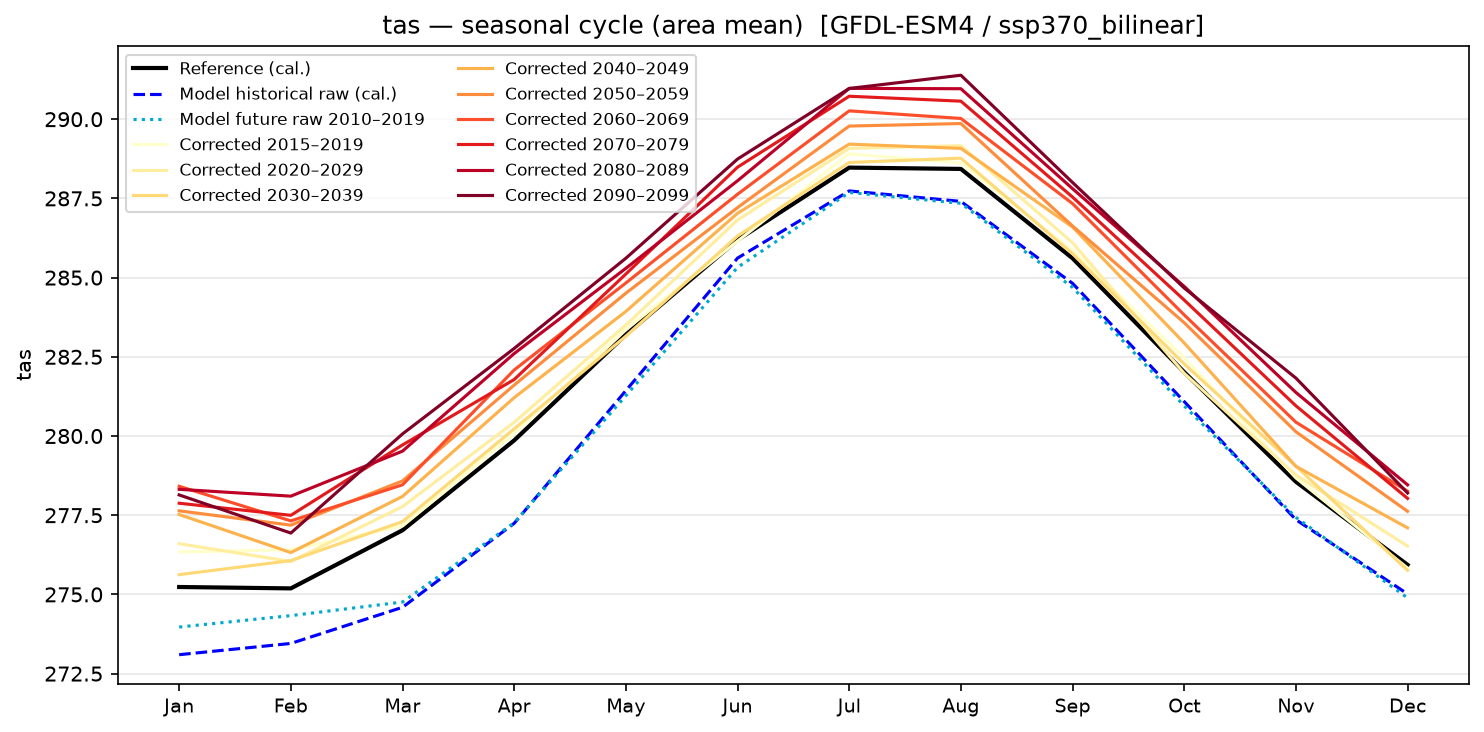 tas — seasonal cycle (area mean)  [GFDL-ESM4 / ssp370_bilinear]
Reference (cal.)
Model historical raw (cal.)
Model future raw 2010–2019
Corrected 2015–2019
Corrected 2020–2029
Corrected 2030–2039
Corrected 2040–2049
Corrected 2050–2059
Corrected 2060–2069
Corrected 2070–2079
Corrected 2080–2089
Corrected 2090–2099
tas
290.0
287.5
285.0
282.5
280.0
277.5
275.0
272.5
Jan Feb Mar Apr May Jun Jul Aug Sep Oct Nov Dec